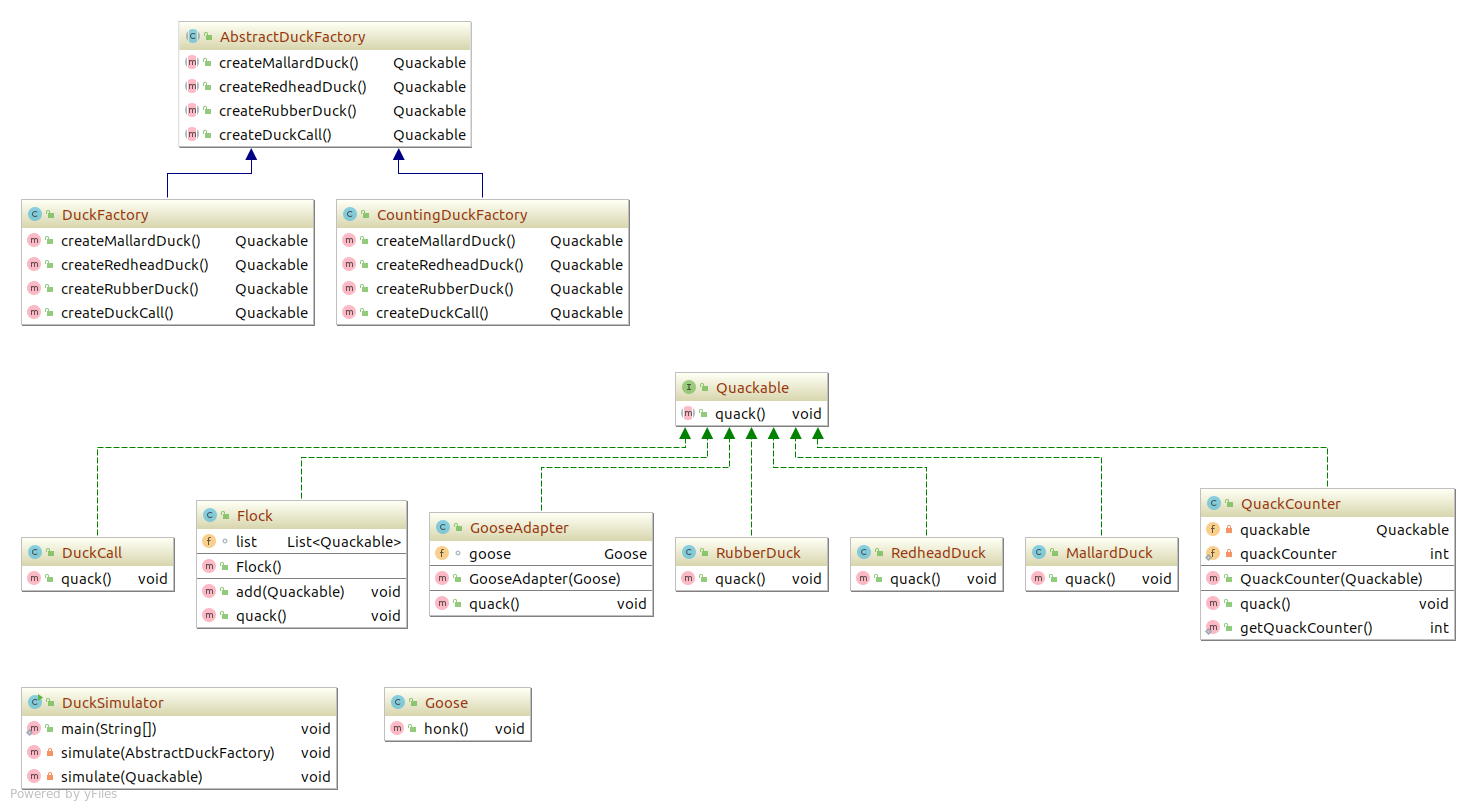 AbstractDuckFactory
createMallardDuck() Quackable
createRedheadDuck() Quackable
createRubberDuck() Quackable
createDuckCall() Quackable
DuckFactory
createMallardDuck() Quackable
createRedheadDuck() Quackable
createRubberDuck() Quackable
createDuckCall() Quackable
CountingDuckFactory
createMallardDuck() Quackable
createRedheadDuck() Quackable
createRubberDuck() Quackable
createDuckCall() Quackable
Quackable
quack() void
DuckCall
quack() void
Flock
list List<Quackable>
Flock()
add(Quackable) void
quack() void
GooseAdapter
goose Goose
GooseAdapter(Goose)
quack() void
RubberDuck
quack() void
RedheadDuck
quack() void
MallardDuck
quack() void
QuackCounter
quackable Quackable
quackCounter int
QuackCounter(Quackable)
quack() void
getQuackCounter() int
DuckSimulator
main(String[]) void
simulate(AbstractDuckFactory) void
simulate(Quackable) void
Goose
honk() void
Powered by yFiles